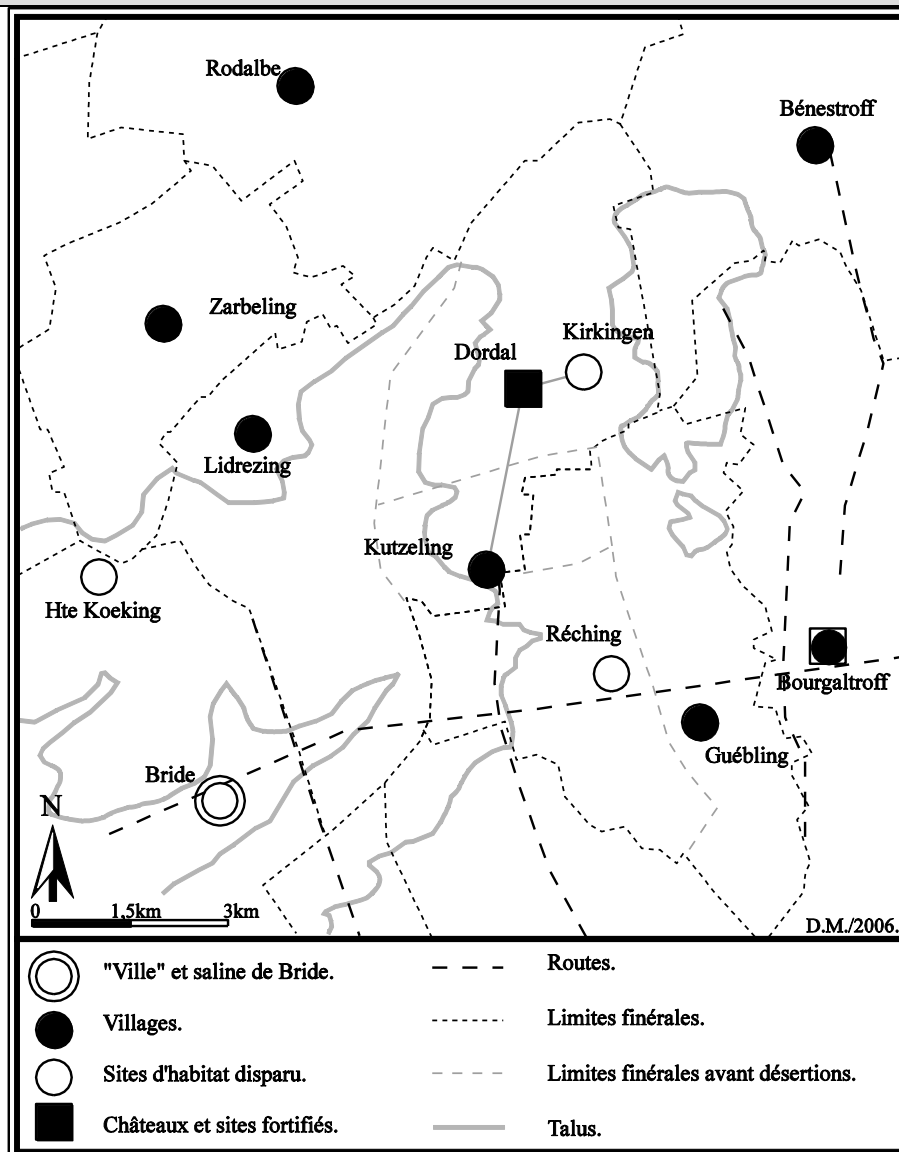 Rodalbe
Bénestroff
Zarbeling
Kirkingen
Dordal
Lidrezing
Kutzeling
Hte Koeking
Réching
Bourgaltroff
Guébling
Bride
N
0 1,5km 3km
D.M./2006.
"Ville" et saline de Bride.
Routes.
Villages.
Limites finérales.
Sites d'habitat disparu.
Limites finérales avant désertions.
Châteaux et sites fortifiés.
Talus.